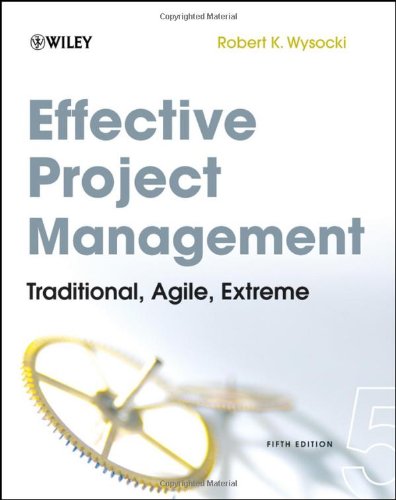 Copyrighted Material
WILEY
Robert K. Wysocki
Effective
Project
Management
Traditional, Agile, Extreme
FIFTH EDITION
5
Copyrighted Material